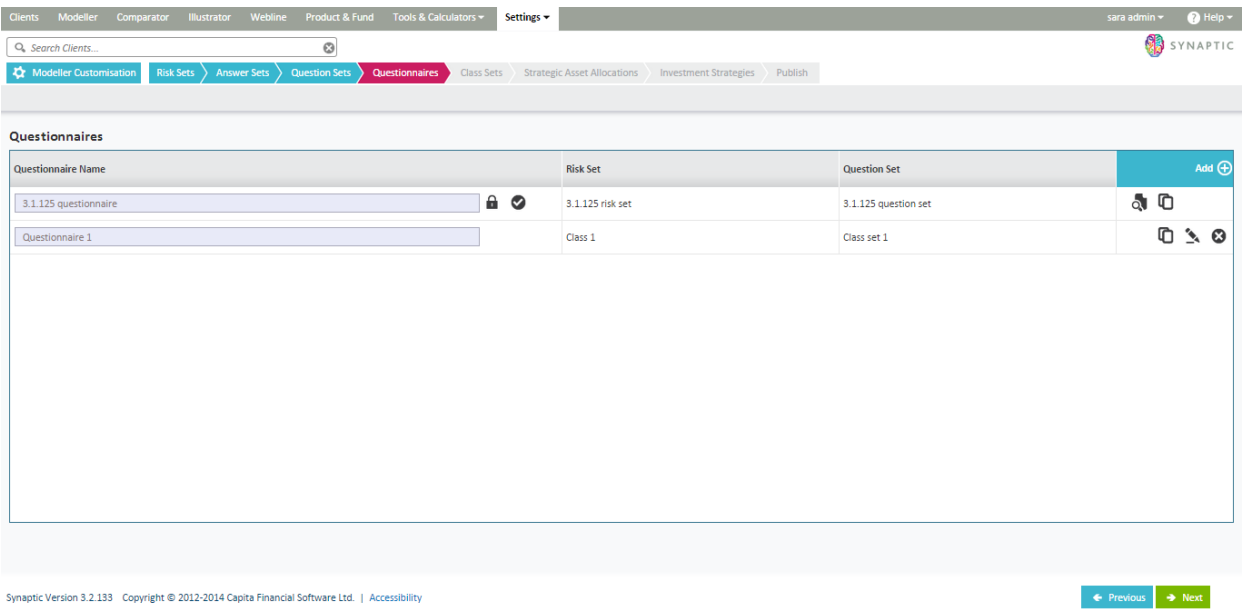 Clients Modeller Comparator Illustrator Webline Product & Fund Tools & Calculators Settings sara admin Help
Search Clients...
SYNAPTIC
Modeller Customisation Risk Sets Answer Sets Question Sets Questionnaires Class Sets Strategic Asset Allocations Investment Strategies Publish
Questionnaires
Questionnaire Name Risk Set Question Set Add
3.1.125 questionnaire 3.1.125 risk set 3.1.125 question set
Questionnaire 1 Class 1 Class set 1
Synaptic Version 3.2.133 Copyright © 2012-2014 Capita Financial Software Ltd. | Accessibility Previous Next